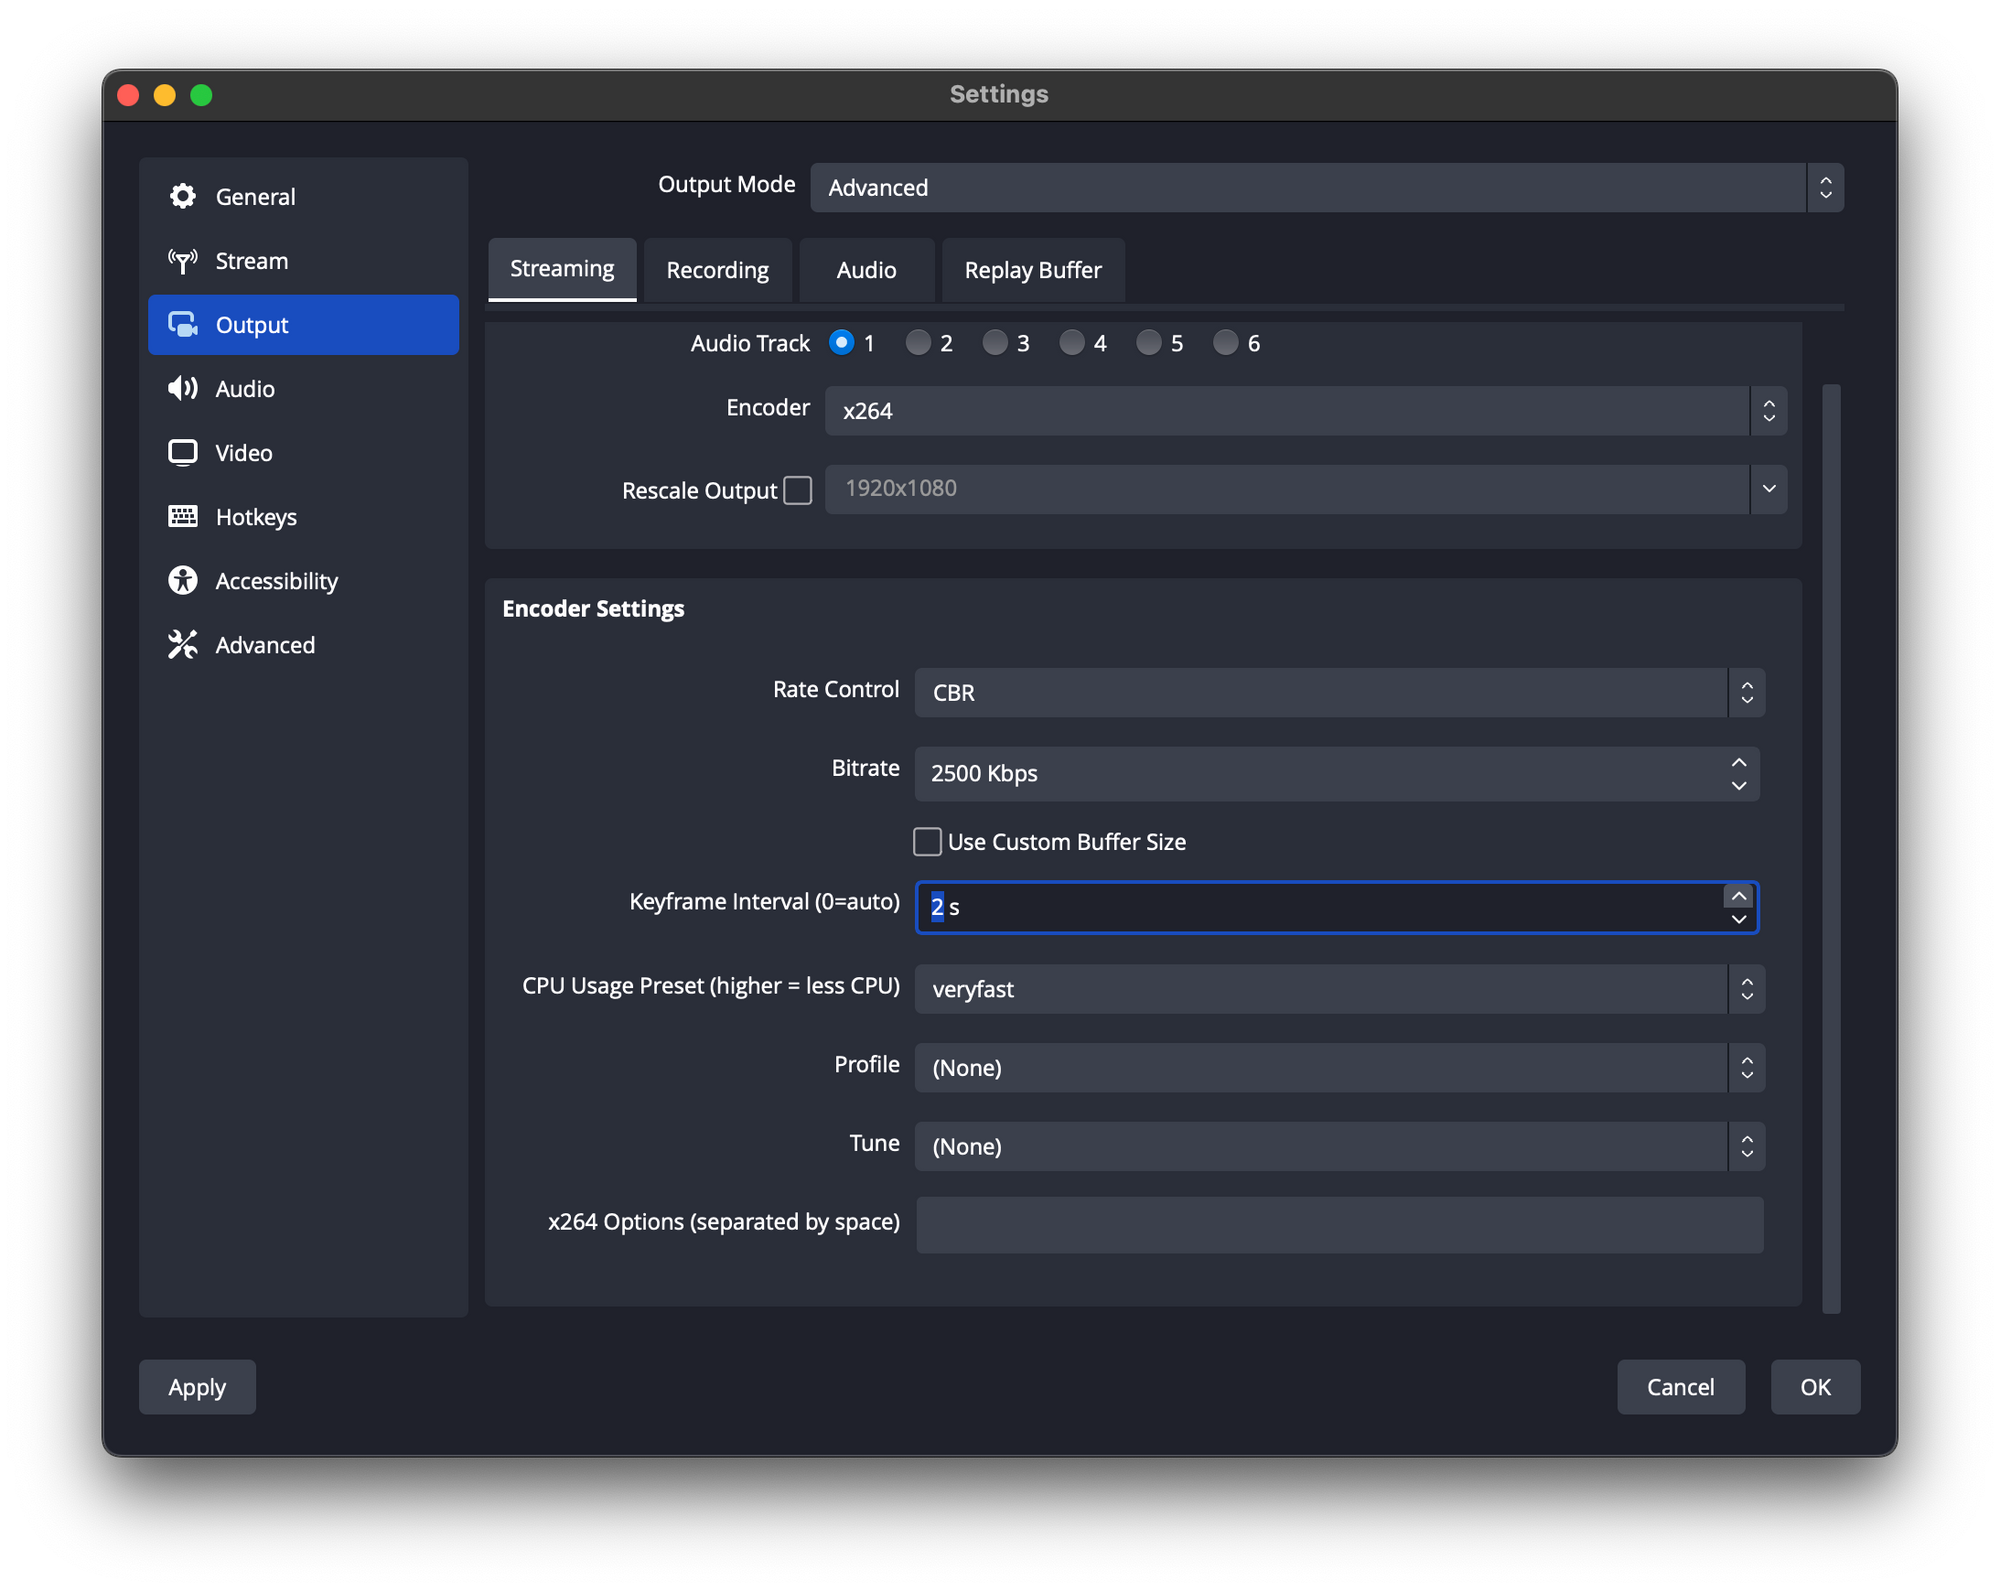 Settings
General
Stream
Output
Audio
Video
Hotkeys
Accessibility
Advanced
Output Mode Advanced
Streaming Recording Audio Replay Buffer
Audio Track 1 2 3 4 5 6
Encoder x264
Rescale Output 1920x1080
Encoder Settings
Rate Control CBR
Bitrate 2500 Kbps
Use Custom Buffer Size
Keyframe Interval (0=auto) 2 s
CPU Usage Preset (higher = less CPU) veryfast
Profile (None)
Tune (None)
x264 Options (separated by space)
Apply Cancel OK